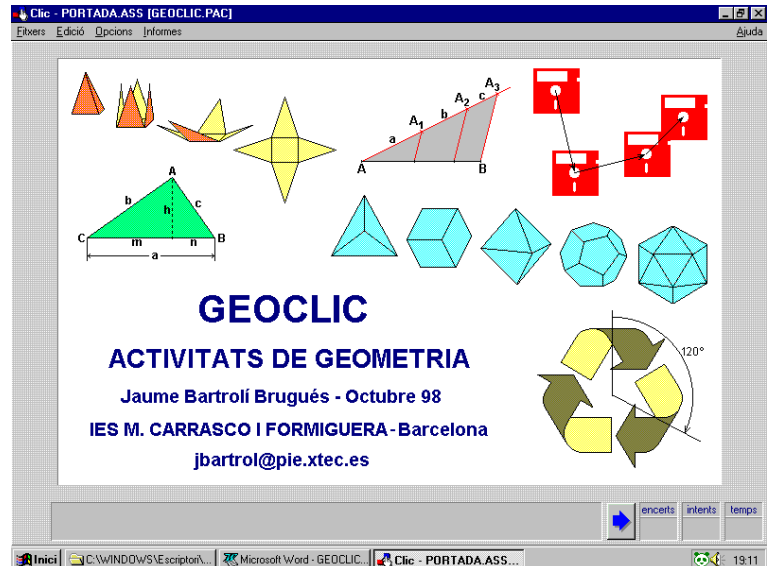 Clic - PORTADA.ASS [GEOCLIC.PAC]
Fitxers Edició Opcions Informes Ajuda
A1 A2 A3
a b c
A B
A
b h c
C m n B
a
GEOCLIC
ACTIVITATS DE GEOMETRIA
Jaume Bartrolí Brugués - Octubre 98
IES M. CARRASCO I FORMIGUERA - Barcelona
jbartrol@pie.xtec.es
120°
encerts intents temps
Inici C:\WINDOWS\Escriptori\... Microsoft Word - GEOCLIC... Clic - PORTADA.ASS... 19:11